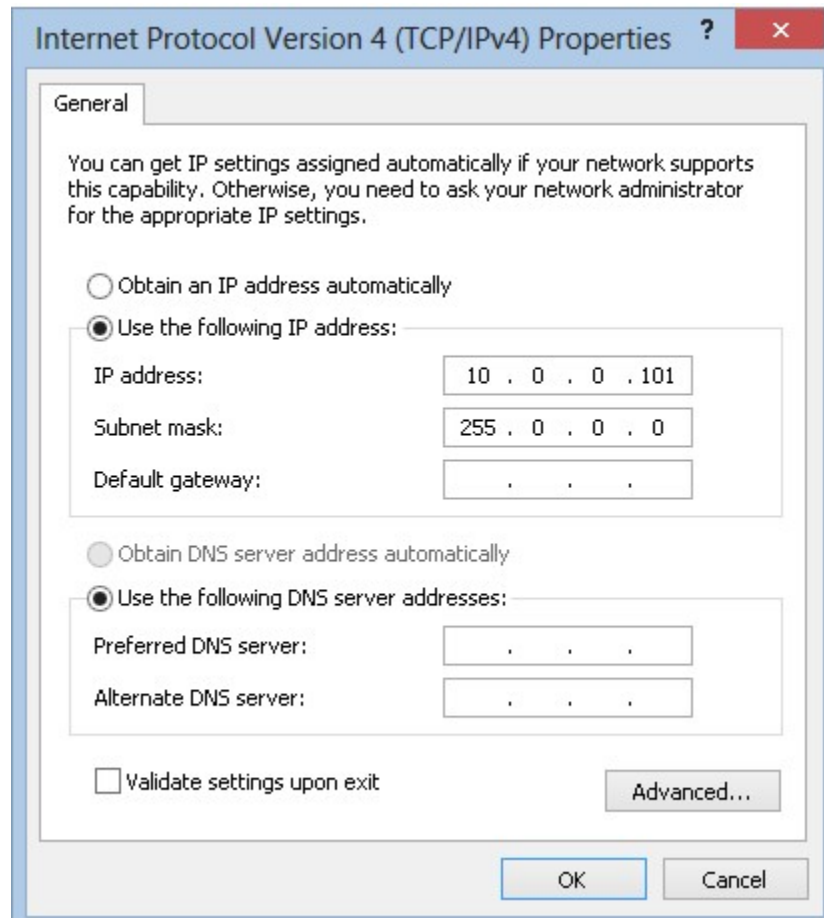 Internet Protocol Version 4 (TCP/IPv4) Properties ? ×
General
You can get IP settings assigned automatically if your network supports
this capability. Otherwise, you need to ask your network administrator
for the appropriate IP settings.
Obtain an IP address automatically
Use the following IP address:
IP address: 10 . 0 . 0 . 101
Subnet mask: 255 . 0 . 0 . 0
Default gateway: . . .
Obtain DNS server address automatically
Use the following DNS server addresses:
Preferred DNS server: . . .
Alternate DNS server: . . .
Validate settings upon exit
Advanced...
OK Cancel